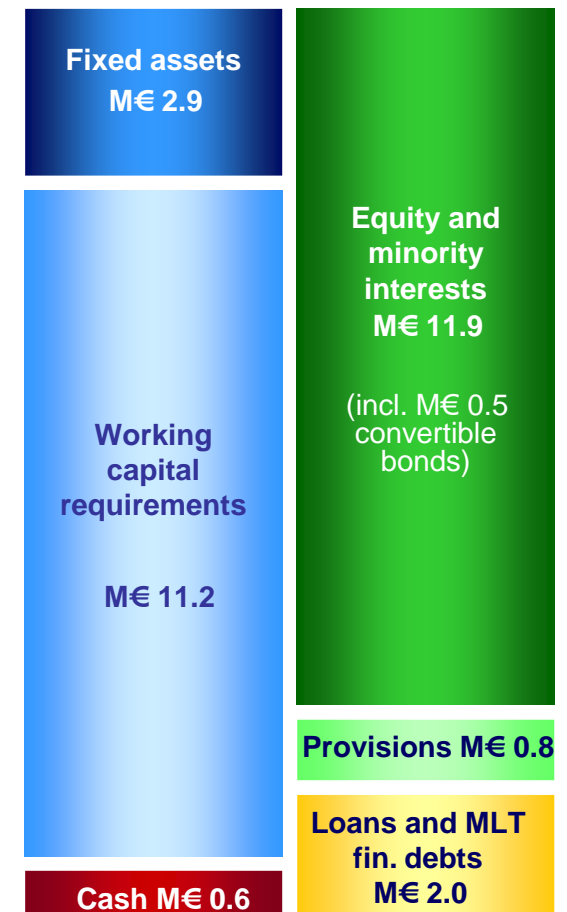 Fixed assets
M€ 2.9
Working
capital
requirements
M€ 11.2
Cash M€ 0.6
Equity and
minority
interests
M€ 11.9
(incl. M€ 0.5
convertible
bonds)
Provisions M€ 0.8
Loans and MLT
fin. debts
M€ 2.0